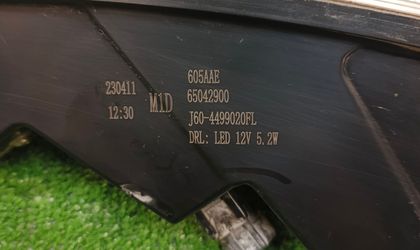 605AAE
230411
M1D
65042900
12:30
J60-4499020FL
DRL: LED 12V 5.2W